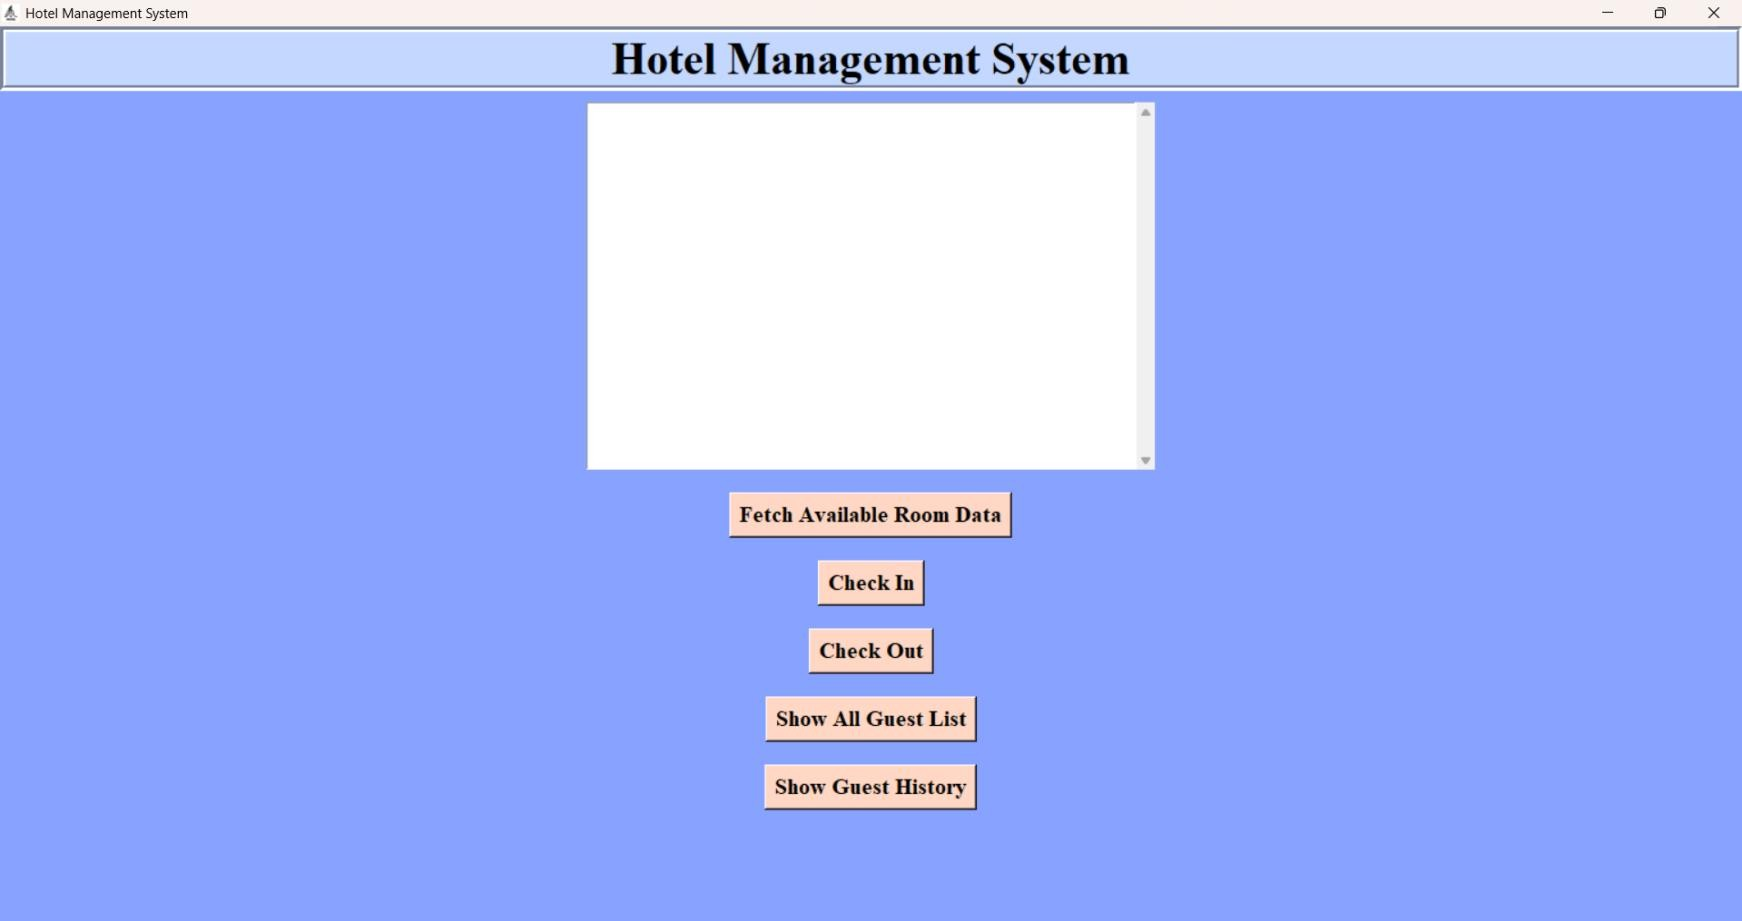 Hotel Management System
Hotel Management System
Fetch Available Room Data
Check In
Check Out
Show All Guest List
Show Guest History